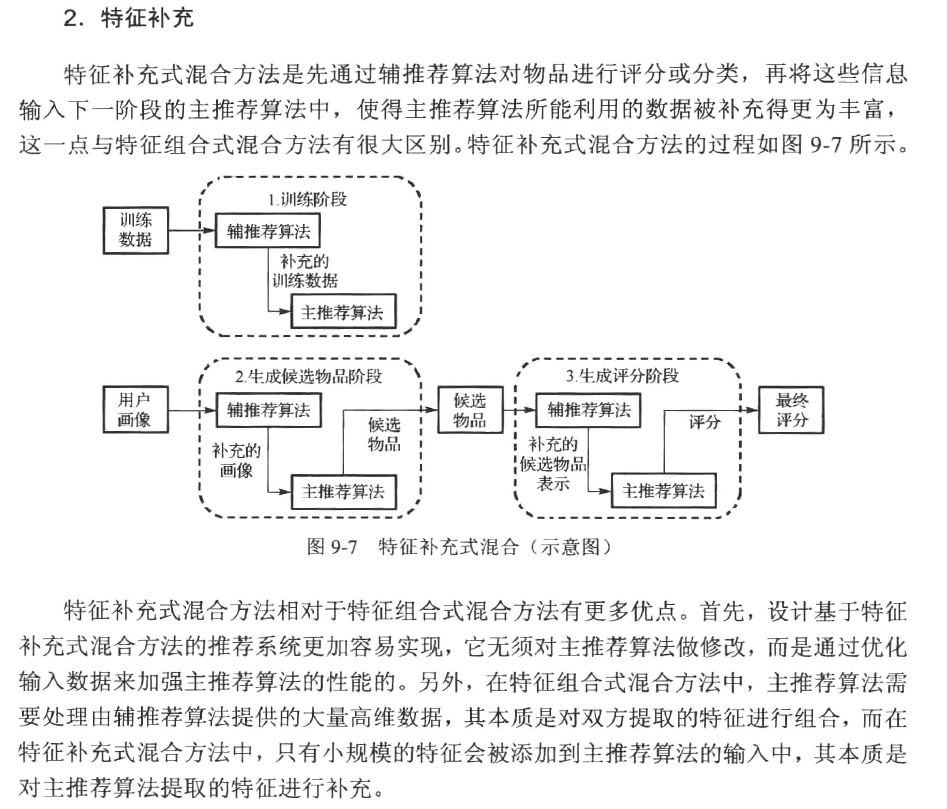 2．特征补充
特征补充式混合方法是先通过辅推荐算法对物品进行评分或分类，再将这些信息
输入下一阶段的主推荐算法中，使得主推荐算法所能利用的数据被补充得更为丰富，
这一点与特征组合式混合方法有很大区别。特征补充式混合方法的过程如图 9-7 所示。
1.训练阶段
训练
数据
辅推荐算法
补充的
训练数据
主推荐算法
2.生成候选物品阶段
用户
画像
辅推荐算法
补充的
画像
主推荐算法
候选
物品
候选
物品
3.生成评分阶段
辅推荐算法
补充的
候选物品
表示
主推荐算法
评分
最终
评分
图 9-7 特征补充式混合（示意图）
特征补充式混合方法相对于特征组合式混合方法有更多优点。首先，设计基于特征
补充式混合方法的推荐系统更加容易实现，它无须对主推荐算法做修改，而是通过优化
输入数据来加强主推荐算法的性能的。另外，在特征组合式混合方法中，主推荐算法需
要处理由辅推荐算法提供的大量高维数据，其本质是对双方提取的特征进行组合，而在
特征补充式混合方法中，只有小规模的特征会被添加到主推荐算法的输入中，其本质是
对主推荐算法提取的特征进行补充。